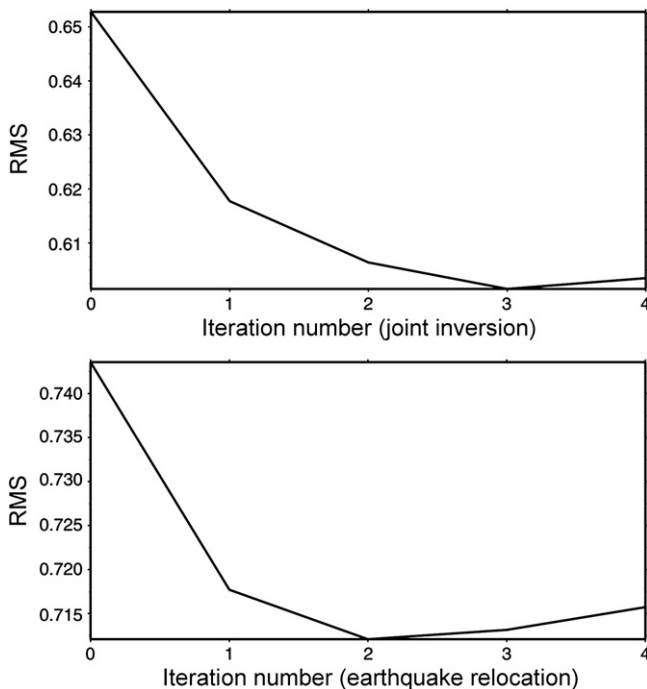 0.65
0.64
0.63
0.62
0.61
RMS
0 1 2 3 4
Iteration number (joint inversion)
0.740
0.735
0.730
0.725
0.720
0.715
RMS
0 1 2 3 4
Iteration number (earthquake relocation)